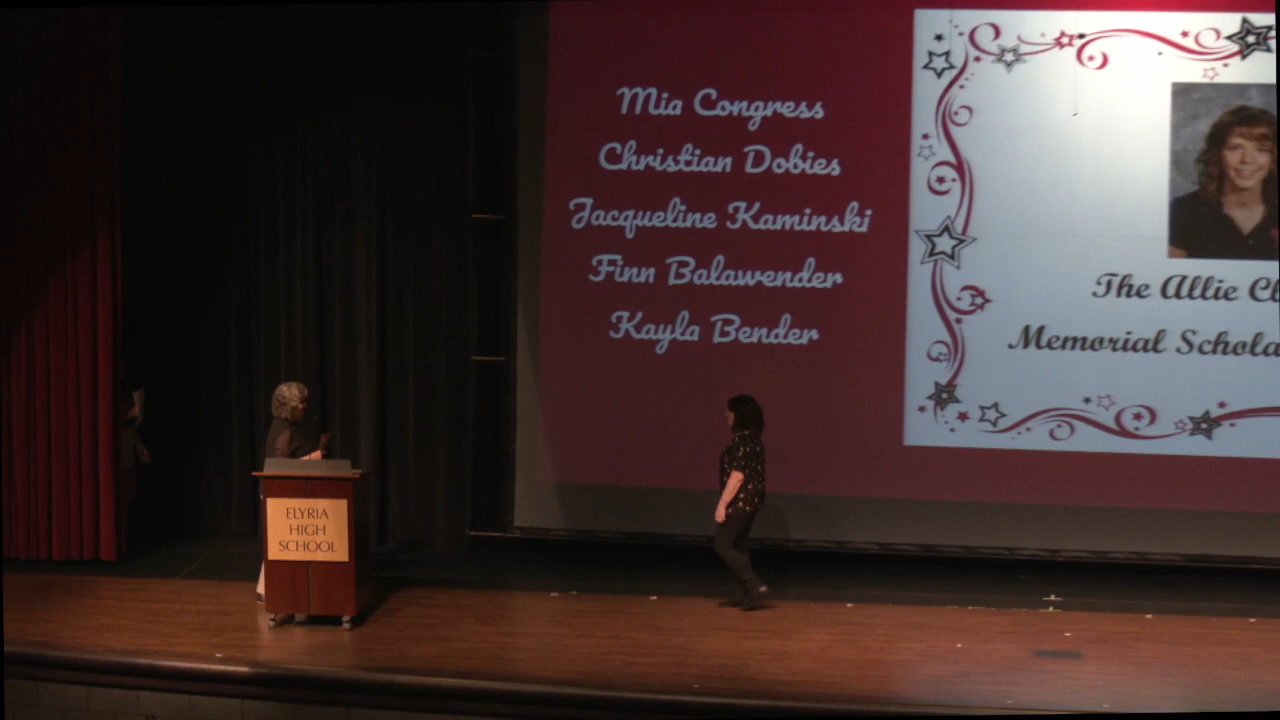 Mia Congress
Christian Dobies
Jacqueline Kaminski
Finn Balawender
Kayla Bender
The Allie
Memorial
ELYRIA
HIGH
SCHOOL